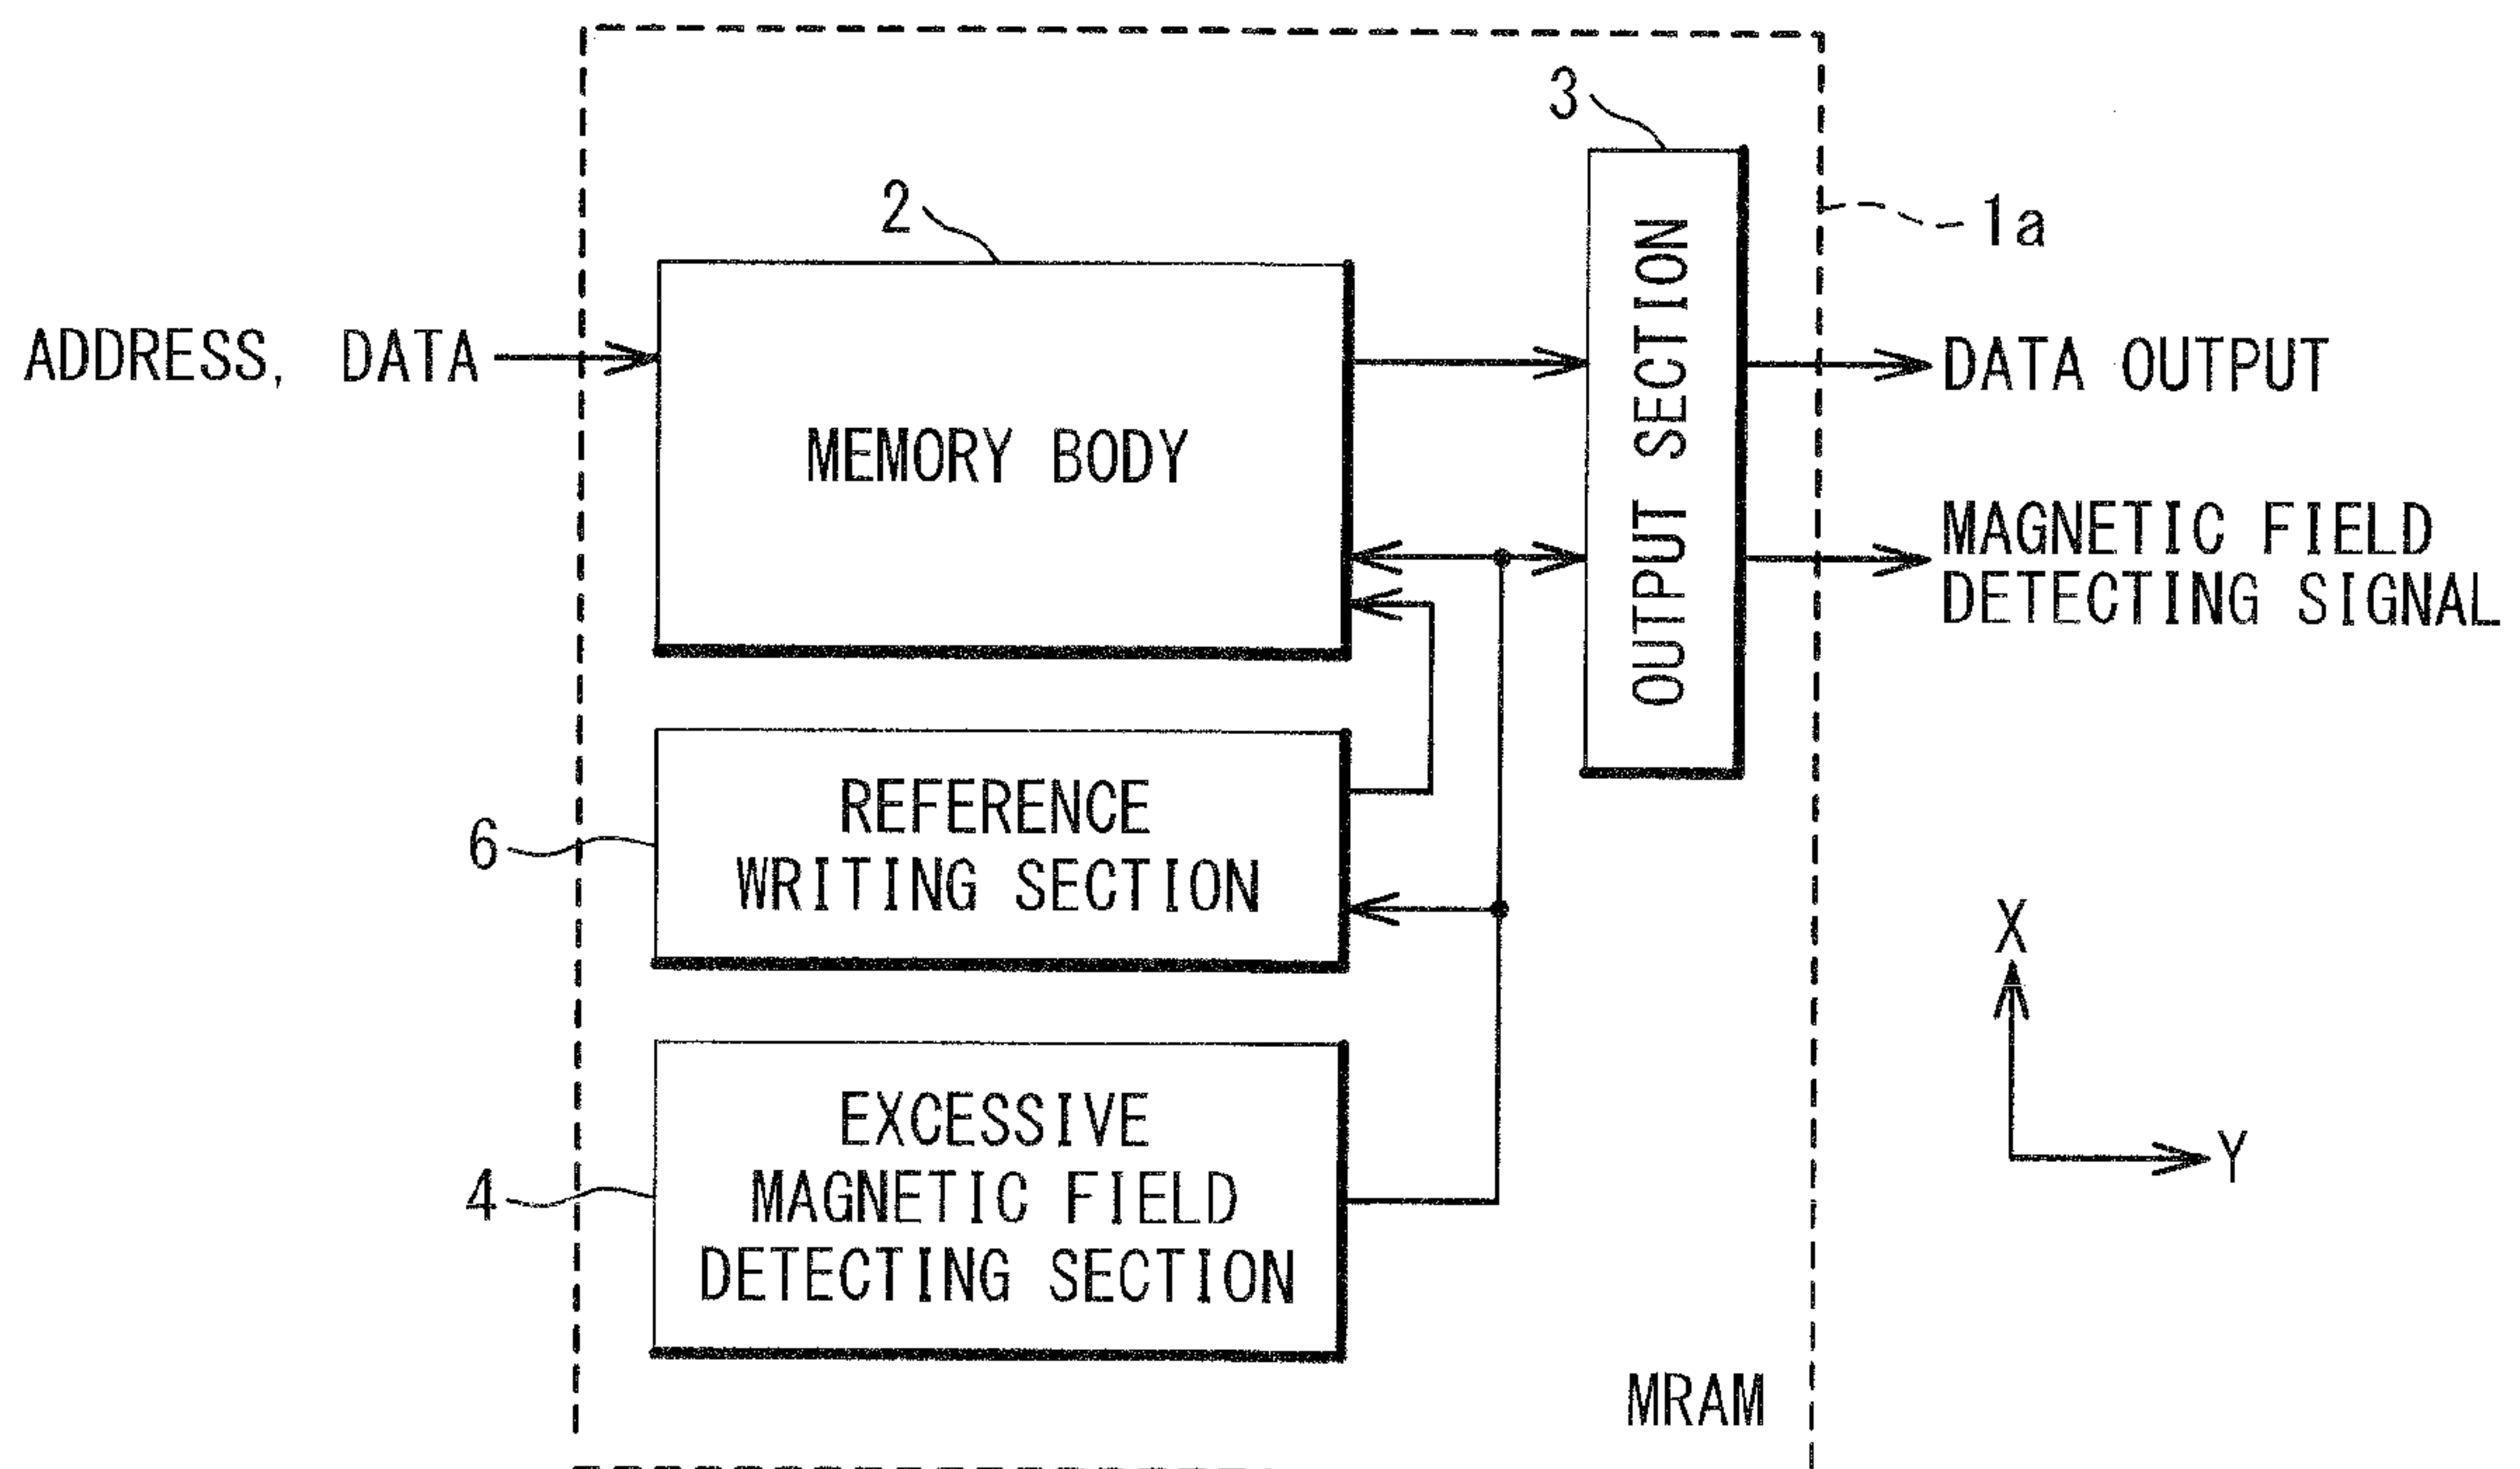 3
2
1a
ADDRESS, DATA
MEMORY BODY
OUTPUT SECTION
DATA OUTPUT
MAGNETIC FIELD
DETECTING SIGNAL
6
REFERENCE
WRITING SECTION
X
Y
4
EXCESSIVE
MAGNETIC FIELD
DETECTING SECTION
MRAM